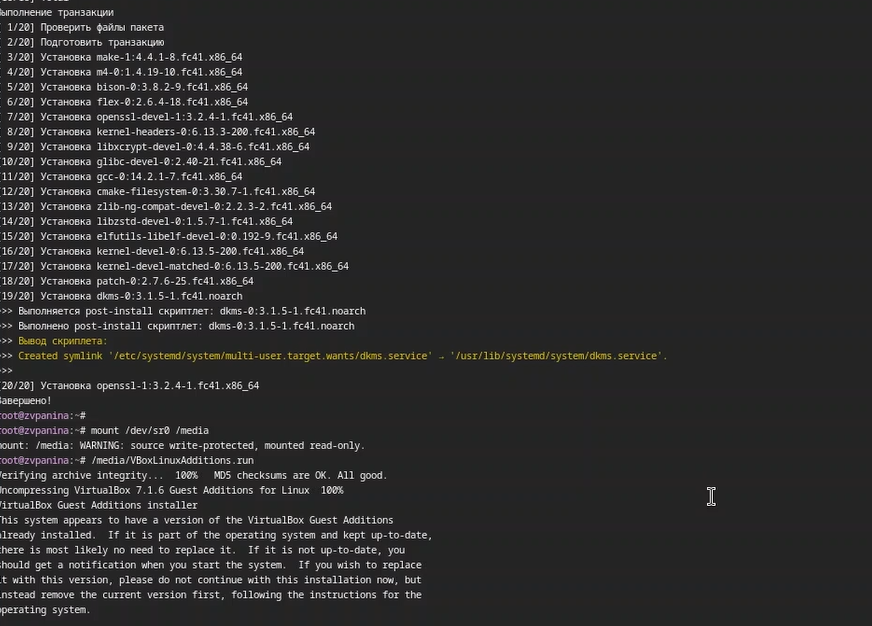 Выполнение транзакции
[ 1/20] Проверить файлы пакета
[ 2/20] Подготовить транзакцию
[ 3/20] Установка make-1:4.4.1-8.fc41.x86_64
[ 4/20] Установка m4-0:1.4.19-10.fc41.x86_64
[ 5/20] Установка bison-0:3.8.2-9.fc41.x86_64
[ 6/20] Установка flex-0:2.6.4-18.fc41.x86_64
[ 7/20] Установка openssl-devel-1:3.2.4-1.fc41.x86_64
[ 8/20] Установка kernel-headers-0:6.13.3-200.fc41.x86_64
[ 9/20] Установка libxcrypt-devel-0:4.4.38-6.fc41.x86_64
[10/20] Установка glibc-devel-0:2.40-21.fc41.x86_64
[11/20] Установка gcc-0:14.2.1-7.fc41.x86_64
[12/20] Установка cmake-filesystem-0:3.30.7-1.fc41.x86_64
[13/20] Установка zlib-ng-compat-devel-0:2.2.3-2.fc41.x86_64
[14/20] Установка libzstd-devel-0:1.5.7-1.fc41.x86_64
[15/20] Установка elfutils-libelf-devel-0:0.192-9.fc41.x86_64
[16/20] Установка kernel-devel-0:6.13.5-200.fc41.x86_64
[17/20] Установка kernel-devel-matched-0:6.13.5-200.fc41.x86_64
[18/20] Установка patch-0:2.7.6-25.fc41.x86_64
[19/20] Установка dkms-0:3.1.5-1.fc41.noarch
>>> Выполняется post-install скриптлет: dkms-0:3.1.5-1.fc41.noarch
>>> Выполнено post-install скриптлет: dkms-0:3.1.5-1.fc41.noarch
>>> Вывод скриплета:
>>> Created symlink '/etc/systemd/system/multi-user.target.wants/dkms.service' → '/usr/lib/systemd/system/dkms.service'.
>>>
[20/20] Установка openssl-1:3.2.4-1.fc41.x86_64
Завершено!
root@zvpanina:~#
root@zvpanina:~# mount /dev/sr0 /media
mount: /media: WARNING: source write-protected, mounted read-only.
root@zvpanina:~# /media/VBoxLinuxAdditions.run
Verifying archive integrity...  100%   MD5 checksums are OK. All good.
Uncompressing VirtualBox 7.1.6 Guest Additions for Linux  100%
VirtualBox Guest Additions installer
This system appears to have a version of the VirtualBox Guest Additions
already installed.  If it is part of the operating system and kept up-to-date,
there is most likely no need to replace it.  If it is not up-to-date, you
should get a notification when you start the system.  If you wish to replace
it with this version, please do not continue with this installation now, but
instead remove the current version first, following the instructions for the
operating system.